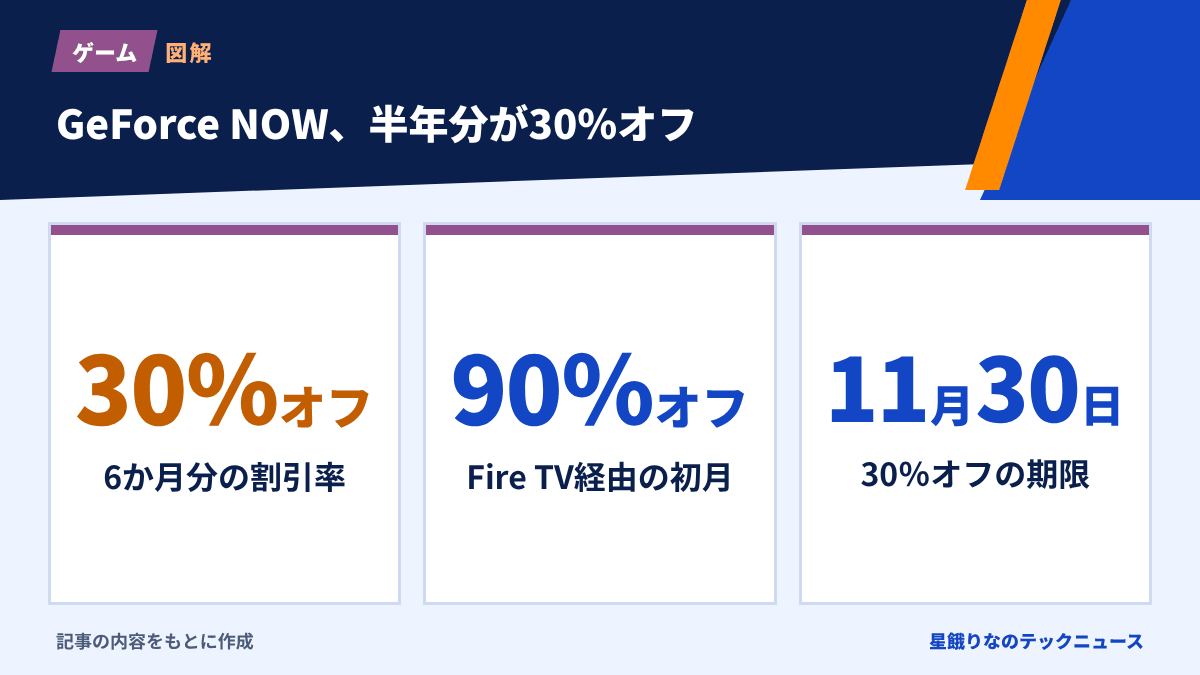 ゲーム 図解
GeForce NOW、半年分が30%オフ
30%オフ
6か月分の割引率
90%オフ
Fire TV経由の初月
11月30日
30%オフの期限
記事の内容をもとに作成
星餓りなのテックニュース